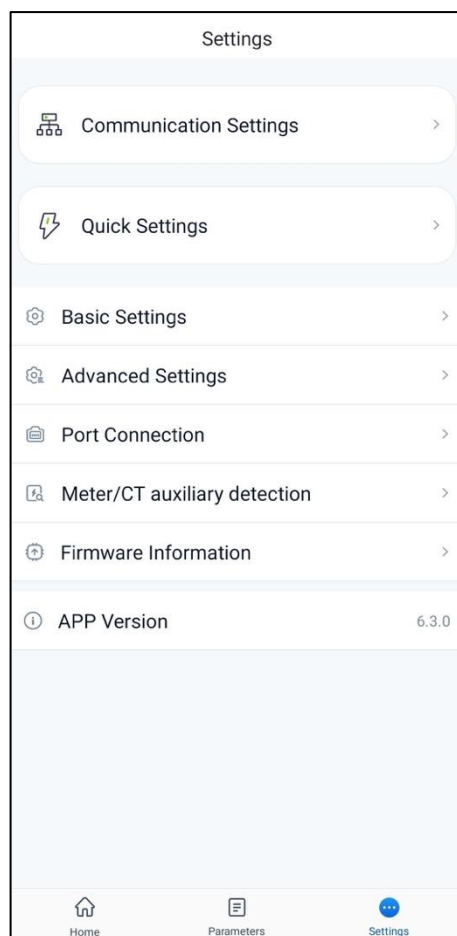 Settings
Communication Settings
Quick Settings
Basic Settings
Advanced Settings
Port Connection
Meter/CT auxiliary detection
Firmware Information
APP Version 6.3.0
Home Parameters Settings